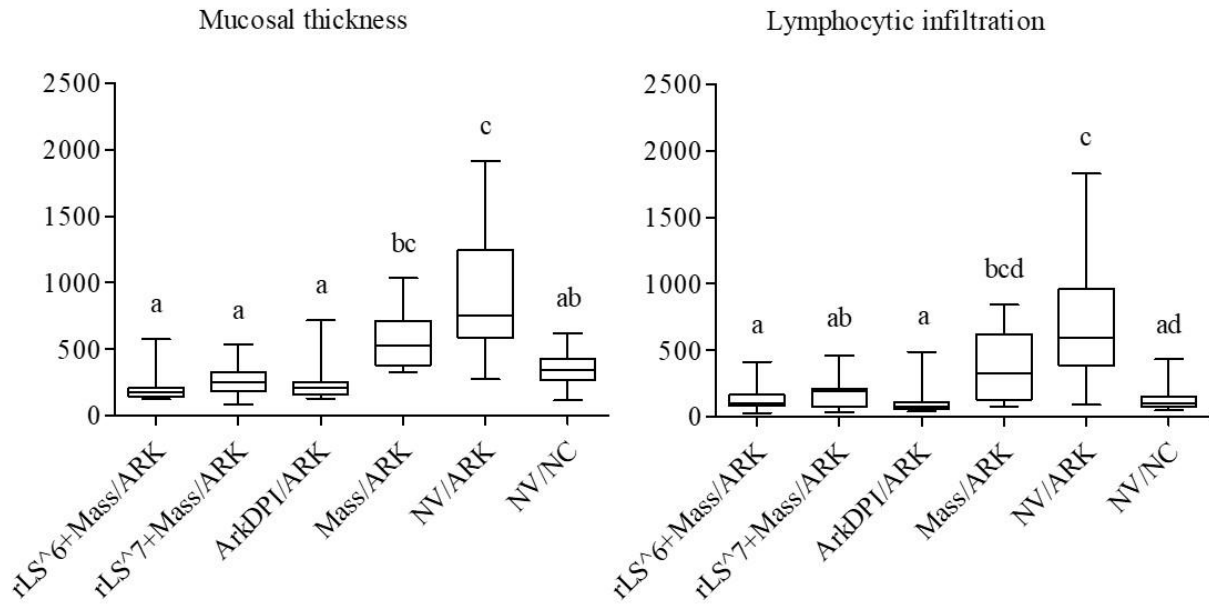 Mucosal thickness
2500
2000
1500
1000
500
0
a
a
a
bc
c
ab
rLS^6+Mass/ARK
rLS^7+Mass/ARK
ArkDPI/ARK
Mass/ARK
NV/ARK
NV/NC
Lymphocytic infiltration
2500
2000
1500
1000
500
0
a
ab
a
bcd
c
ad
rLS^6+Mass/ARK
rLS^7+Mass/ARK
ArkDPI/ARK
Mass/ARK
NV/ARK
NV/NC